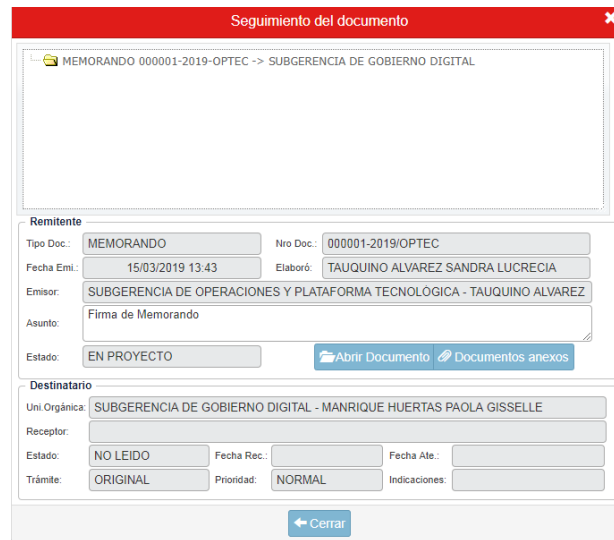 Seguimiento del documento
MEMORANDO 000001-2019-OPTEC -> SUBGERENCIA DE GOBIERNO DIGITAL
Remitente
Tipo Doc.: MEMORANDO Nro Doc.: 000001-2019/OPTEC
Fecha Emi.: 15/03/2019 13:43 Elaboró: TAUQUINO ALVAREZ SANDRA LUCRECIA
Emisor: SUBGERENCIA DE OPERACIONES Y PLATAFORMA TECNOLÓGICA - TAUQUINO ALVAREZ
Asunto: Firma de Memorando
Estado: EN PROYECTO Abrir Documento Documentos anexos
Destinatario
Uni.Orgánica: SUBGERENCIA DE GOBIERNO DIGITAL - MANRIQUE HUERTAS PAOLA GISSELLE
Receptor:
Estado: NO LEIDO Fecha Rec.: Fecha Ate.:
Trámite: ORIGINAL Prioridad: NORMAL Indicaciones:
Cerrar